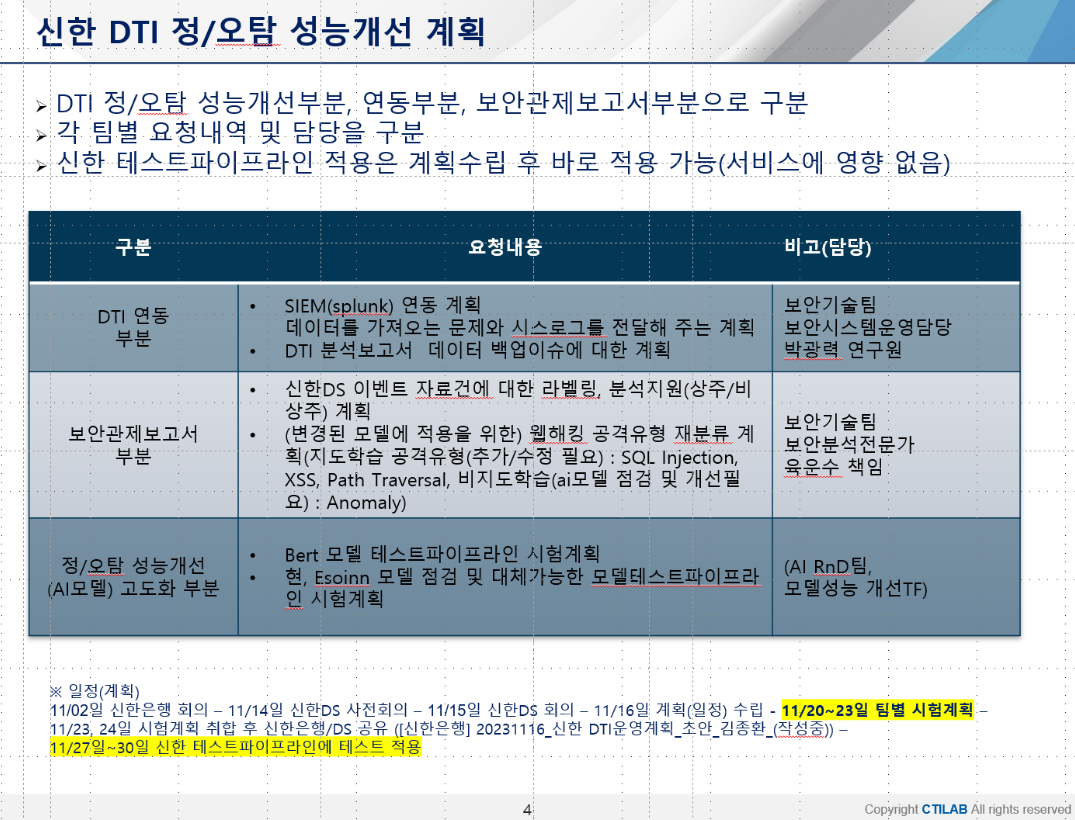 신한 DTI 정/오탐 성능개선 계획
➢ DTI 정/오탐 성능개선부분, 연동부분, 보안관제보고서부분으로 구분
➢ 각 팀별 요청내역 및 담당을 구분
➢ 신한 테스트파이프라인 적용은 계획수립 후 바로 적용 가능(서비스에 영향 없음)
구분
요청내용
비고(담당)
DTI 연동
부분
• SIEM(splunk) 연동 계획
데이터를 가져오는 문제와 시스로그를 전달해 주는 계획
• DTI 분석보고서 데이터 백업이슈에 대한 계획
보안기술팀
보안시스템운영담당
박광력 연구원
보안관제보고서
부분
• 신한DS 이벤트 자료건에 대한 라벨링, 분석지원(상주/비
상주) 계획
• (변경된 모델에 적용을 위한) 웹해킹 공격유형 재분류 계
획(지도학습 공격유형(추가/수정 필요) : SQL Injection,
XSS, Path Traversal, 비지도학습(ai모델 점검 및 개선필
요) : Anomaly)
보안기술팀
보안분석전문가
육운수 책임
정/오탐 성능개선
(AI모델) 고도화 부분
• Bert 모델 테스트파이프라인 시험계획
• 현, Esoinn 모델 점검 및 대체가능한 모델테스트파이프라
인 시험계획
(AI RnD팀,
모델성능 개선TF)
※ 일정(계획)
11/02일 신한은행 회의 – 11/14일 신한DS 사전회의 – 11/15일 신한DS 회의 – 11/16일 계획(일정) 수립 - 11/20~23일 팀별 시험계획 –
11/23, 24일 시험계획 취합 후 신한은행/DS 공유 ([신한은행] 20231116_신한 DTI운영계획_초안_김종환_(작성중)) –
11/27일~30일 신한 테스트파이프라인에 테스트 적용
4
Copyright CTILAB All rights reserved